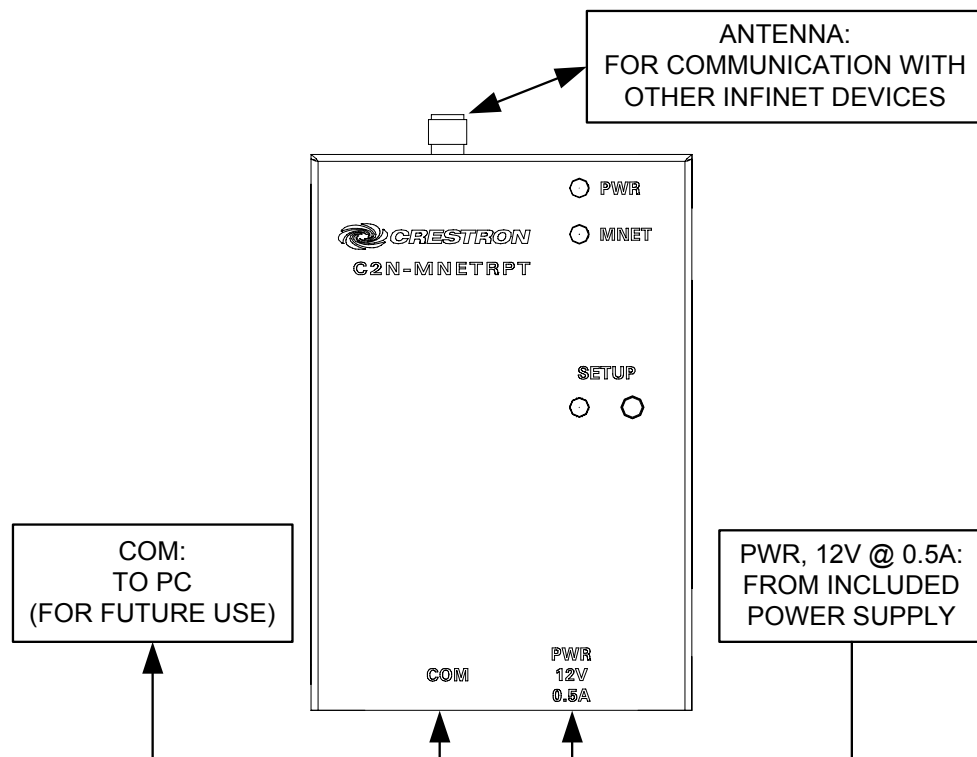 ANTENNA:
FOR COMMUNICATION WITH
OTHER INFINET DEVICES
PWR
CRESTRON
MNET
C2N-MNETRPT
SETUP
COM:
TO PC
(FOR FUTURE USE)
PWR, 12V @ 0.5A:
FROM INCLUDED
POWER SUPPLY
COM
PWR
12V
0.5A